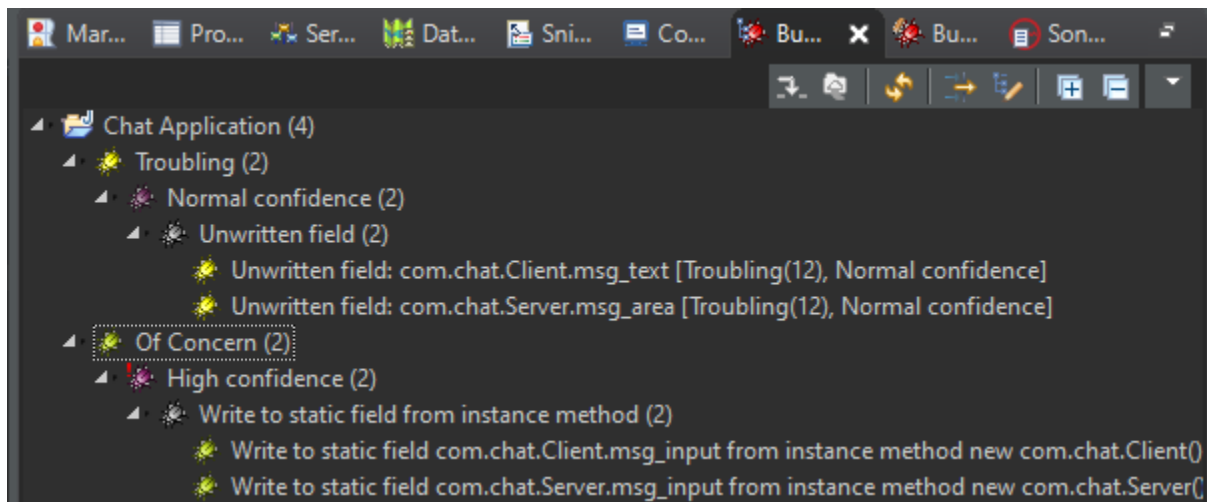 Mar... Pro... Ser... Dat... Sni... Co... Bu... Bu... Son...
Chat Application (4)
Troubling (2)
Normal confidence (2)
Unwritten field (2)
Unwritten field: com.chat.Client.msg_text [Troubling(12), Normal confidence]
Unwritten field: com.chat.Server.msg_area [Troubling(12), Normal confidence]
Of Concern (2)
High confidence (2)
Write to static field from instance method (2)
Write to static field com.chat.Client.msg_input from instance method new com.chat.Client()
Write to static field com.chat.Server.msg_input from instance method new com.chat.Server(